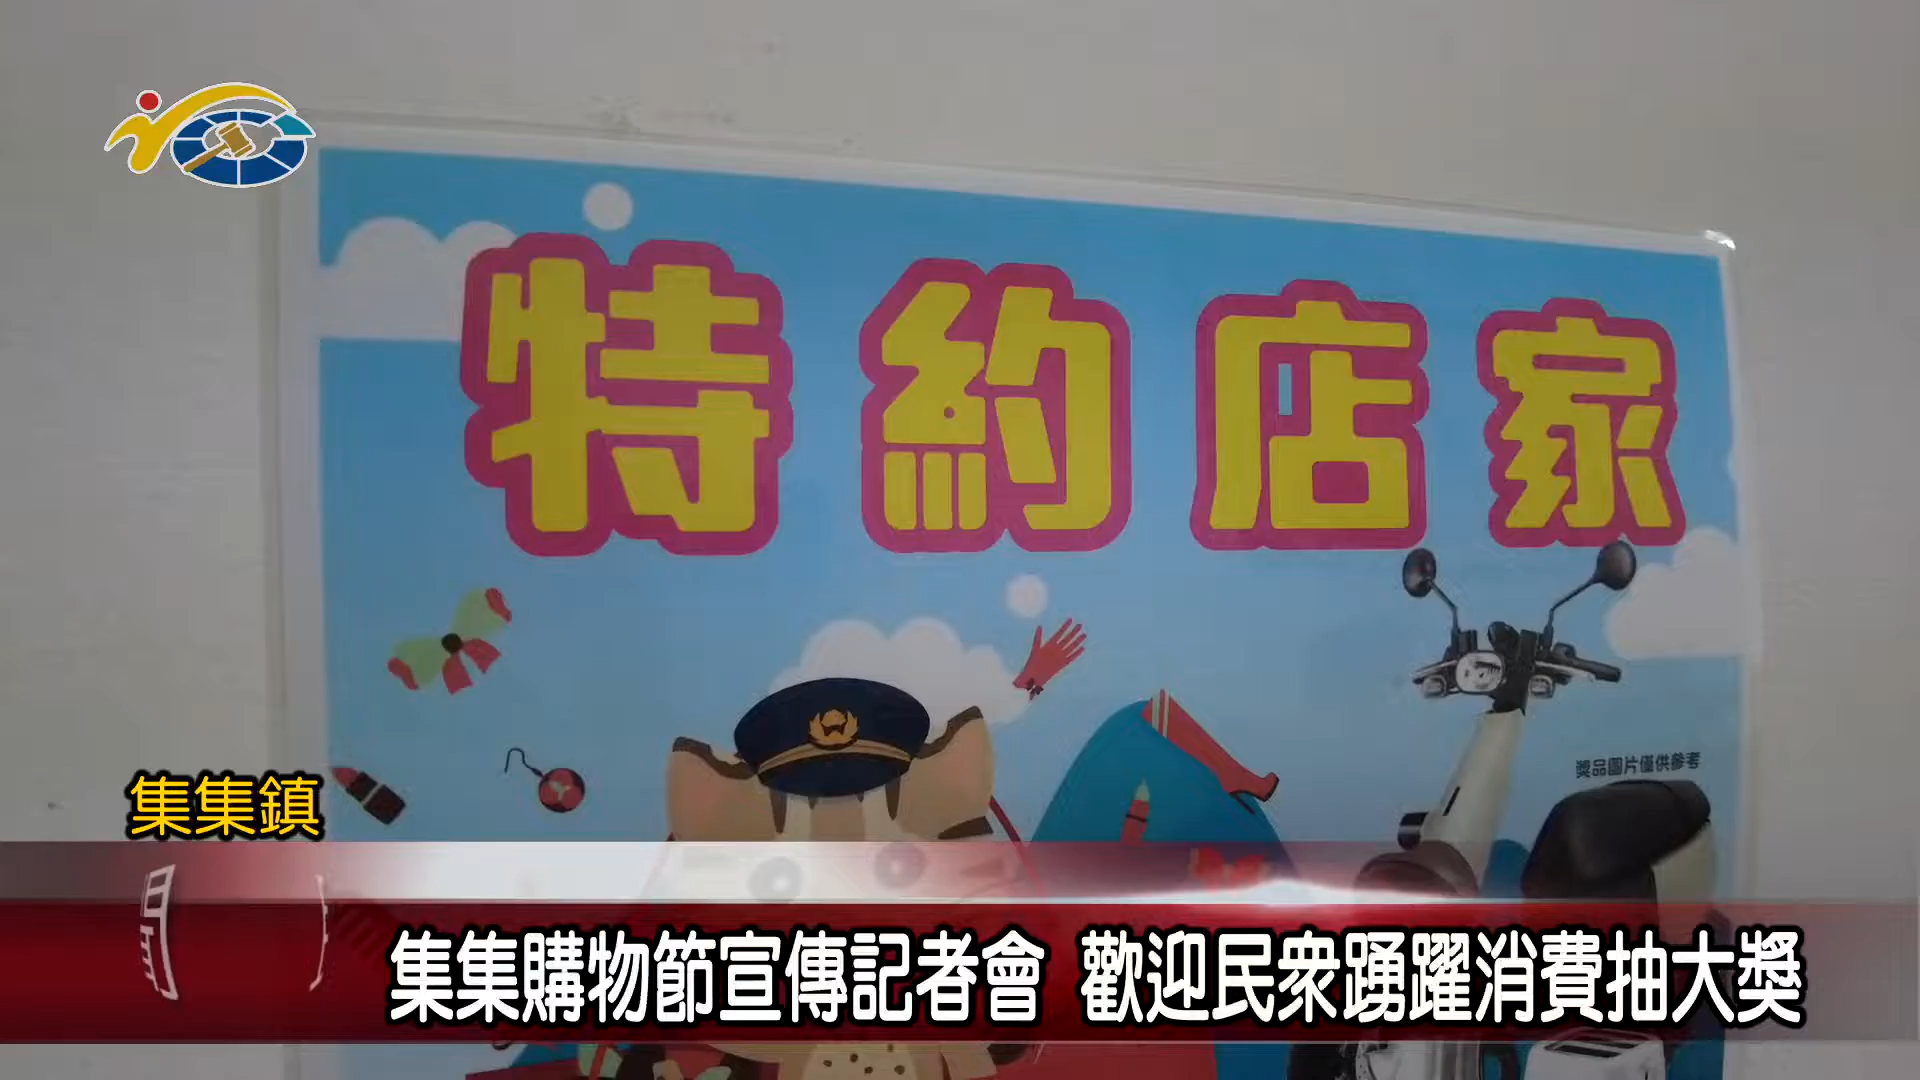 特約店家
獎品圖片僅供參考
集集鎮
集集購物節宣傳記者會 歡迎民眾踴躍消費抽大獎